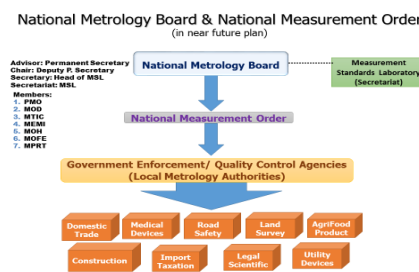 National Metrology Board & National Measurement Order
(in near future plan)
Advisor: Permanent Secretary
Chair: Deputy P. Secretary
Secretary: Head of MSL
Secretariat: MSL
Members:
1. PMO
2. MOD
3. MTIC
4. MEMI
5. MOH
6. MOFE
7. MPRT
National Metrology Board
Measurement
Standards Laboratory
(Secretariat)
National Measurement Order
Government Enforcement/ Quality Control Agencies
(Local Metrology Authorities)
Domestic
Trade
Medical
Devices
Road
Safety
Land
Survey
AgriFood
Product
Construction
Import
Taxation
Legal
Scientific
Utility
Devices